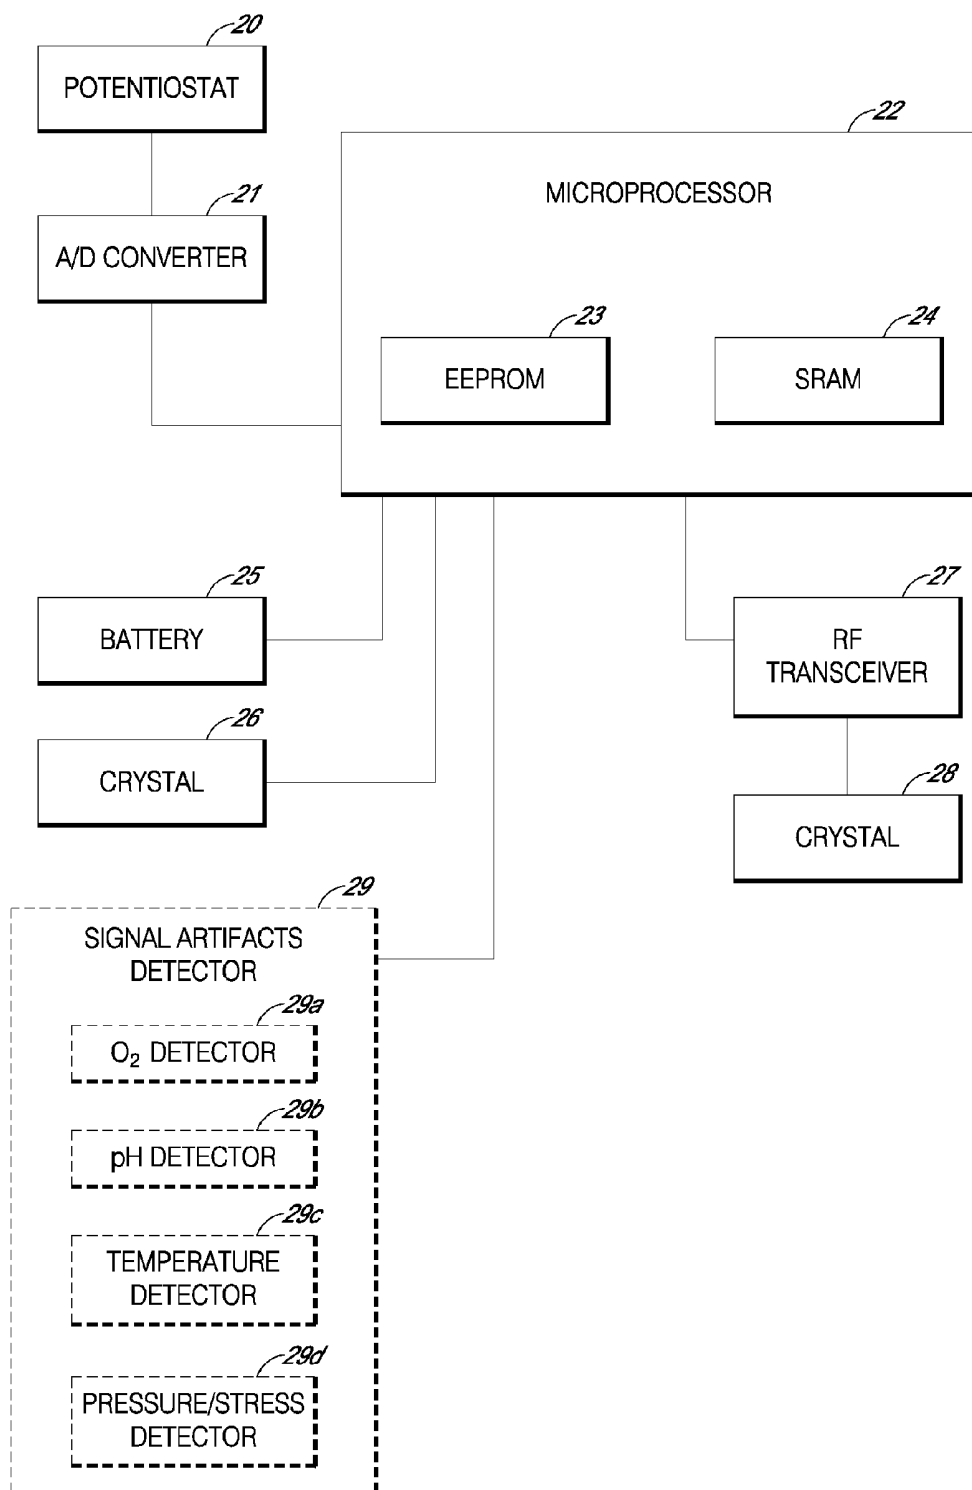 20
POTENTIOSTAT
21
A/D CONVERTER
22
MICROPROCESSOR
23
EEPROM
24
SRAM
25
BATTERY
26
CRYSTAL
27
RF
TRANSCEIVER
28
CRYSTAL
29
SIGNAL ARTIFACTS
DETECTOR
29a
O₂ DETECTOR
29b
pH DETECTOR
29c
TEMPERATURE
DETECTOR
29d
PRESSURE/STRESS
DETECTOR